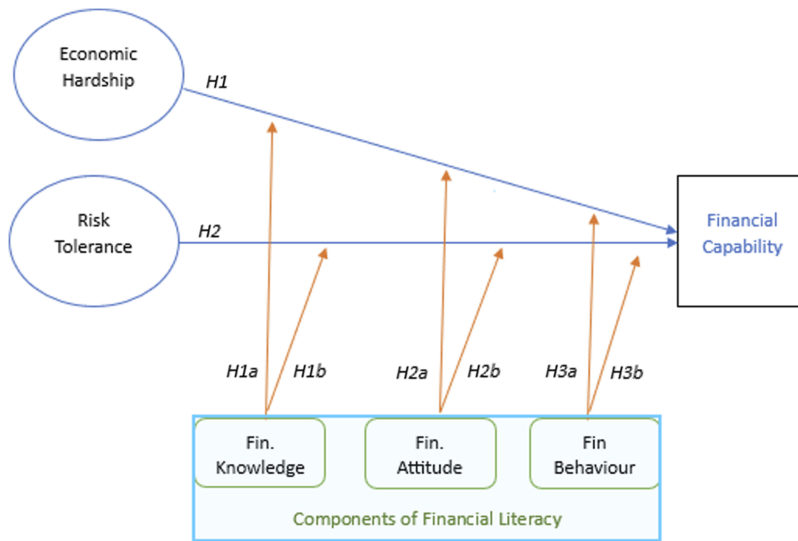 Economic
Hardship
H1
Risk
Tolerance
H2
Financial
Capability
H1a
H1b
H2a
H2b
H3a
H3b
Fin.
Knowledge
Fin.
Attitude
Fin
Behaviour
Components of Financial Literacy